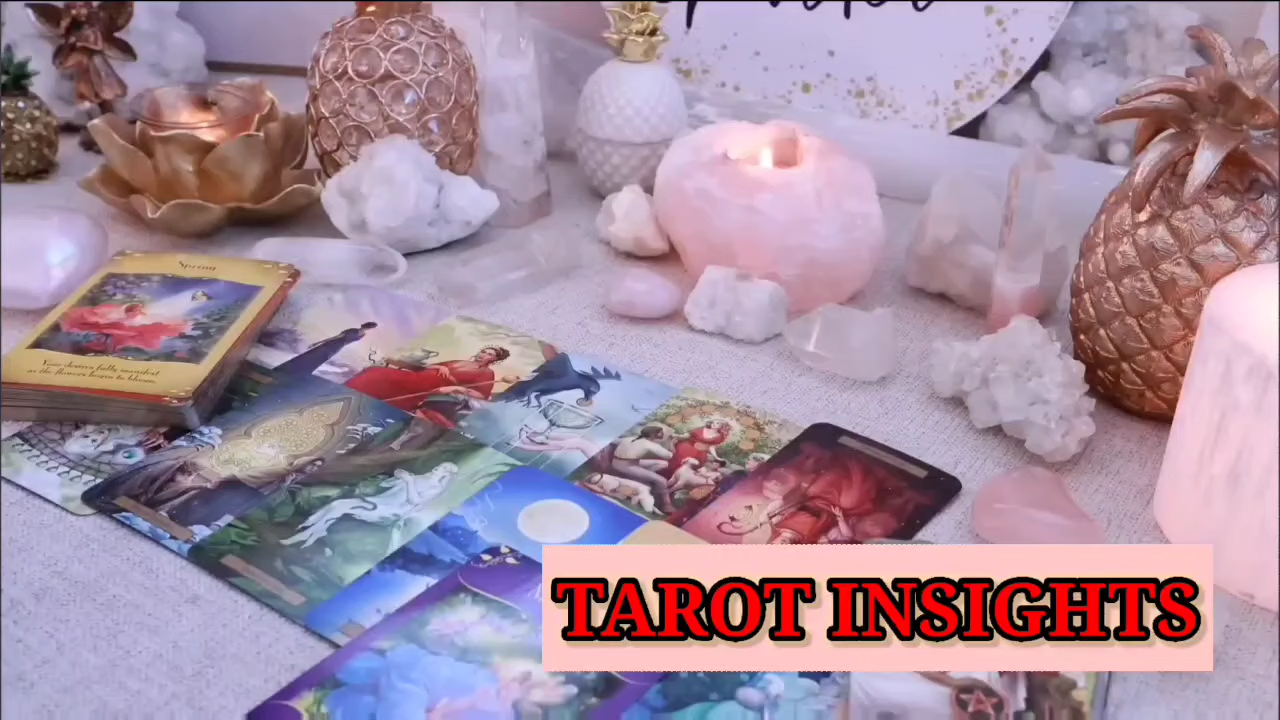 Spring
Your desires fully manifest
as the flowers begin to bloom.
TAROT INSIGHTS